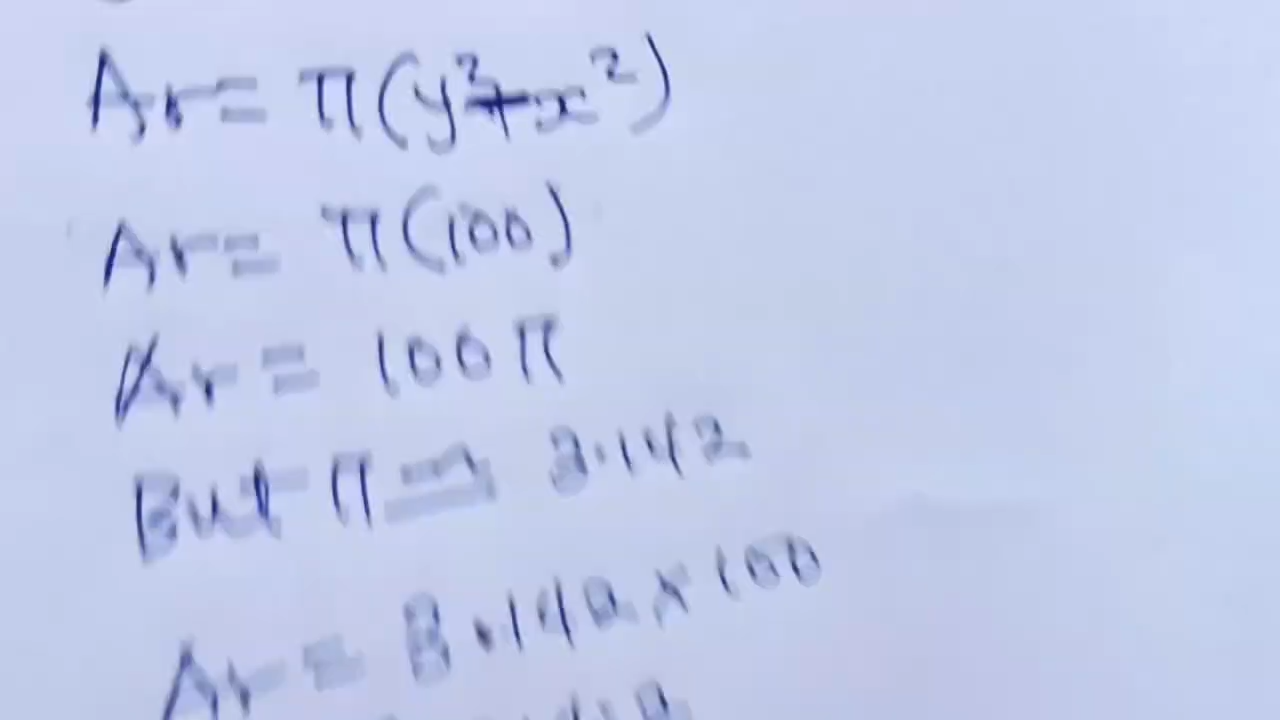 Ar = π(y²-x²)
Ar = π(100)
Ar = 100π
But π = 3.142
Ar = 3.142 x 100